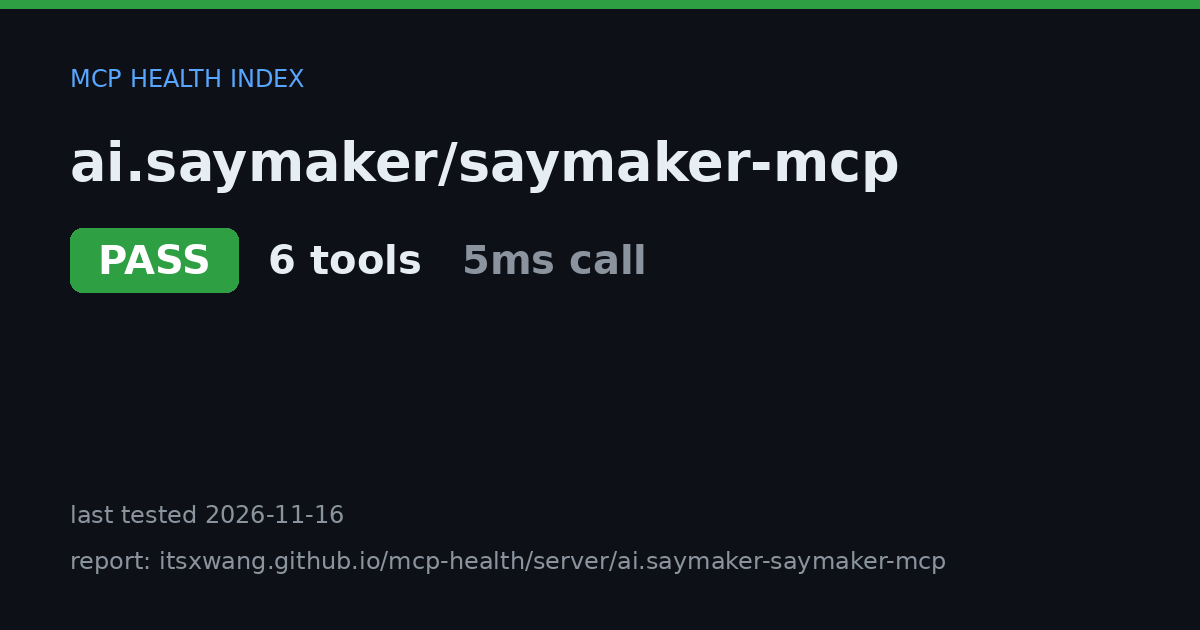 MCP HEALTH INDEX
ai.saymaker/saymaker-mcp
PASS 6 tools 5ms call
last tested 2026-11-16
report: itsxwang.github.io/mcp-health/server/ai.saymaker-saymaker-mcp